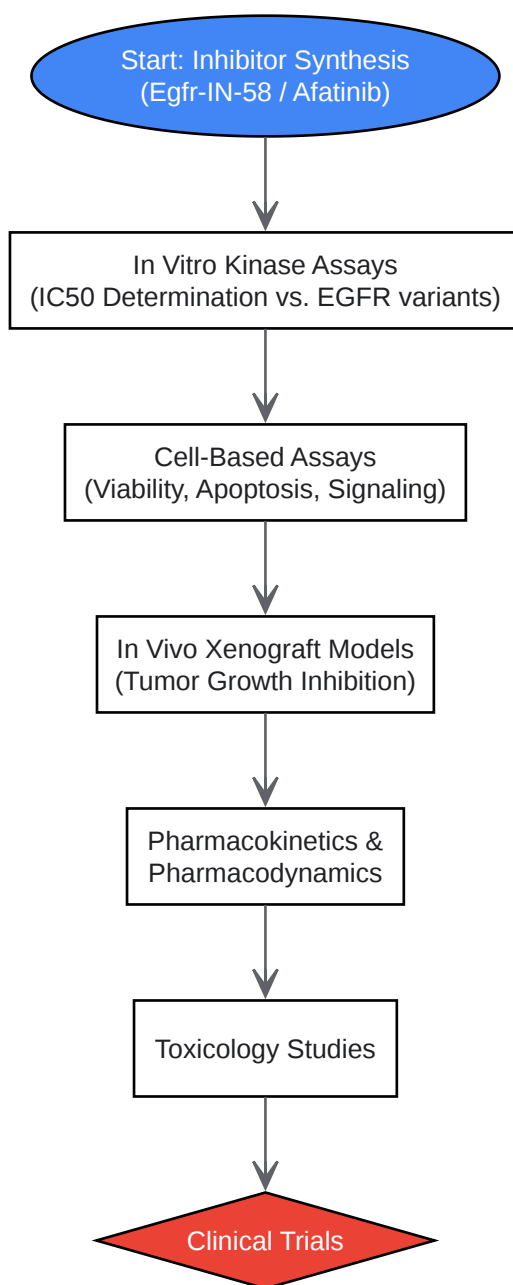 Start: Inhibitor Synthesis
(Egfr-IN-58 / Afatinib)
In Vitro Kinase Assays
(IC50 Determination vs. EGFR variants)
Cell-Based Assays
(Viability, Apoptosis, Signaling)
In Vivo Xenograft Models
(Tumor Growth Inhibition)
Pharmacokinetics &
Pharmacodynamics
Toxicology Studies
Clinical Trials